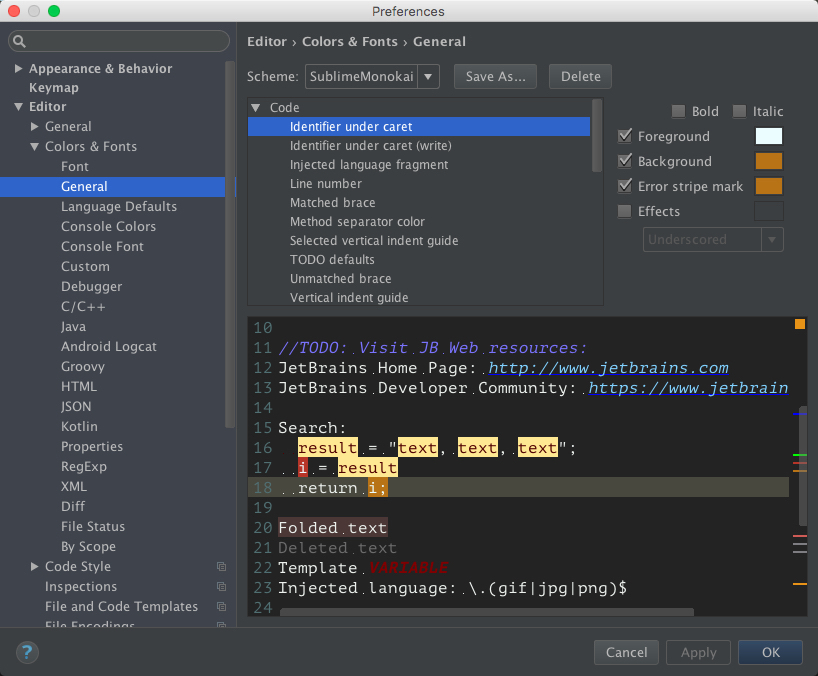 Preferences
Appearance & Behavior
Keymap
Editor
General
Colors & Fonts
Font
General
Language Defaults
Console Colors
Console Font
Custom
Debugger
C/C++
Java
Android Logcat
Groovy
HTML
JSON
Kotlin
Properties
RegExp
XML
Diff
File Status
By Scope
Code Style
Inspections
File and Code Templates
File Encodings
Editor › Colors & Fonts › General
Scheme: SublimeMonokai Save As... Delete
Code
Identifier under caret
Identifier under caret (write)
Injected language fragment
Line number
Matched brace
Method separator color
Selected vertical indent guide
TODO defaults
Unmatched brace
Vertical indent guide
Bold Italic
Foreground
Background
Error stripe mark
Effects
Underscored
10
11 //TODO: Visit JB Web resources:
12 JetBrains Home Page: http://www.jetbrains.com
13 JetBrains Developer Community: https://www.jetbrain
14
15 Search:
16 result = "text, text, text";
17 i = result
18 return i;
19
20 Folded text
21 Deleted text
22 Template VARIABLE
23 Injected language: \.(gif|jpg|png)$
24
? Cancel Apply OK